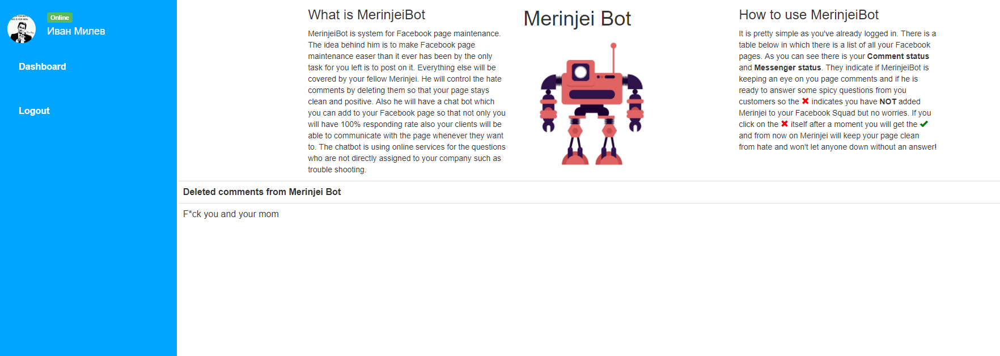 Online
Иван Милев
Dashboard
Logout
What is MerinjeiBot
MerinjeiBot is system for Facebook page maintenance.
The idea behind him is to make Facebook page
maintenance easer than it ever has been by the only
task for you left is to post on it. Everything else will be
covered by your fellow Merinjei. He will control the hate
comments by deleting them so that your page stays
clean and positive. Also he will have a chat bot which
you can add to your Facebook page so that not only you
will have 100% responding rate also your clients will be
able to communicate with the page whenever they want
to. The chatbot is using online services for the questions
who are not directly assigned to your company such as
trouble shooting.
Merinjei Bot
How to use MerinjeiBot
It is pretty simple as you've already logged in. There is a
table below in which there is a list of all your Facebook
pages. As you can see there is your Comment status
and Messenger status. They indicate if MerinjeiBot is
keeping an eye on you page comments and if he is
ready to answer some spicy questions from you
customers so the ✖ indicates you have NOT added
Merinjei to your Facebook Squad but no worries. If you
click on the ✖ itself after a moment you will get the ✔
and from now on Merinjei will keep your page clean
from hate and won't let anyone down without an answer!
Deleted comments from Merinjei Bot
F*ck you and your mom